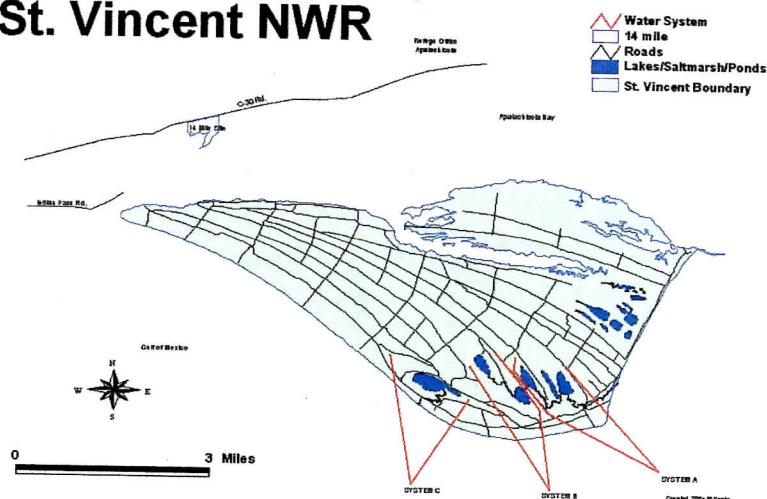 St. Vincent NWR
Water System
14 mile
Roads
Lakes/Saltmarsh/Ponds
St. Vincent Boundary
Refuge Office
Apalachicola
C-30 Rd.
14 Mile Site
Apalachicola Bay
Indian Pass Rd.
Gulf of Mexico
N
W
E
S
0
3 Miles
SYSTEM C
SYSTEM B
SYSTEM A
Created